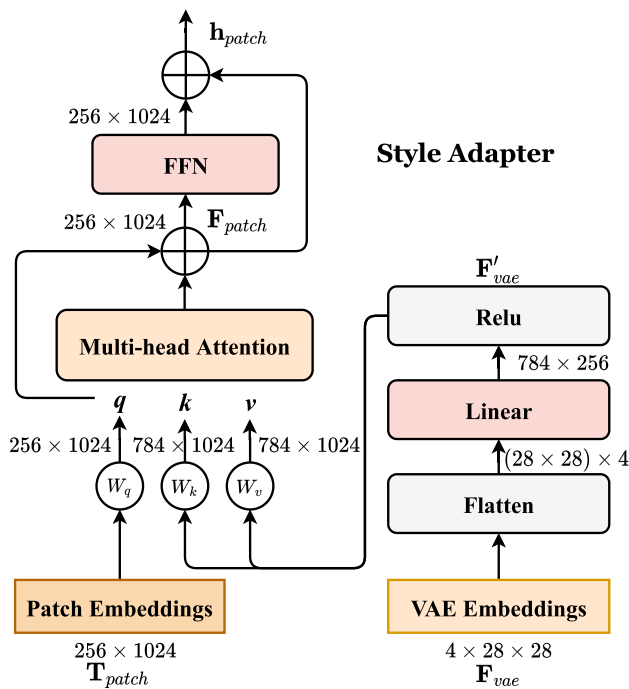 𝐡_patch
256 × 1024
FFN
Style Adapter
256 × 1024
𝐅_patch
𝐅′_vae
Relu
Multi-head Attention
784 × 256
Linear
q k v
256 × 1024 784 × 1024 784 × 1024
(28 × 28) × 4
W_q W_k W_v
Flatten
Patch Embeddings
VAE Embeddings
256 × 1024
4 × 28 × 28
𝐓_patch
𝐅_vae